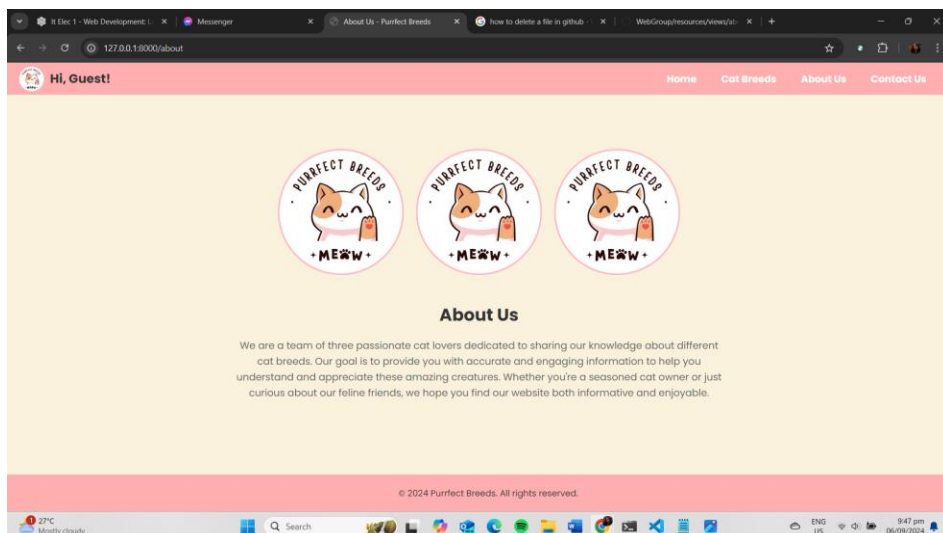 It Elec 1 - Web Development: L
Messenger
About Us - Purrfect Breeds
how to delete a file in github -
WebGroup/resources/views/ab
127.0.0.1:8000/about
Hi, Guest!
Home
Cat Breeds
About Us
Contact Us
PURRFECT BREEDS
MEOW
PURRFECT BREEDS
MEOW
PURRFECT BREEDS
MEOW
About Us
We are a team of three passionate cat lovers dedicated to sharing our knowledge about different
cat breeds. Our goal is to provide you with accurate and engaging information to help you
understand and appreciate these amazing creatures. Whether you're a seasoned cat owner or just
curious about our feline friends, we hope you find our website both informative and enjoyable.
© 2024 Purrfect Breeds. All rights reserved.
1
27°C
Mostly cloudy
Search
ENG
US
9:47 pm
06/09/2024